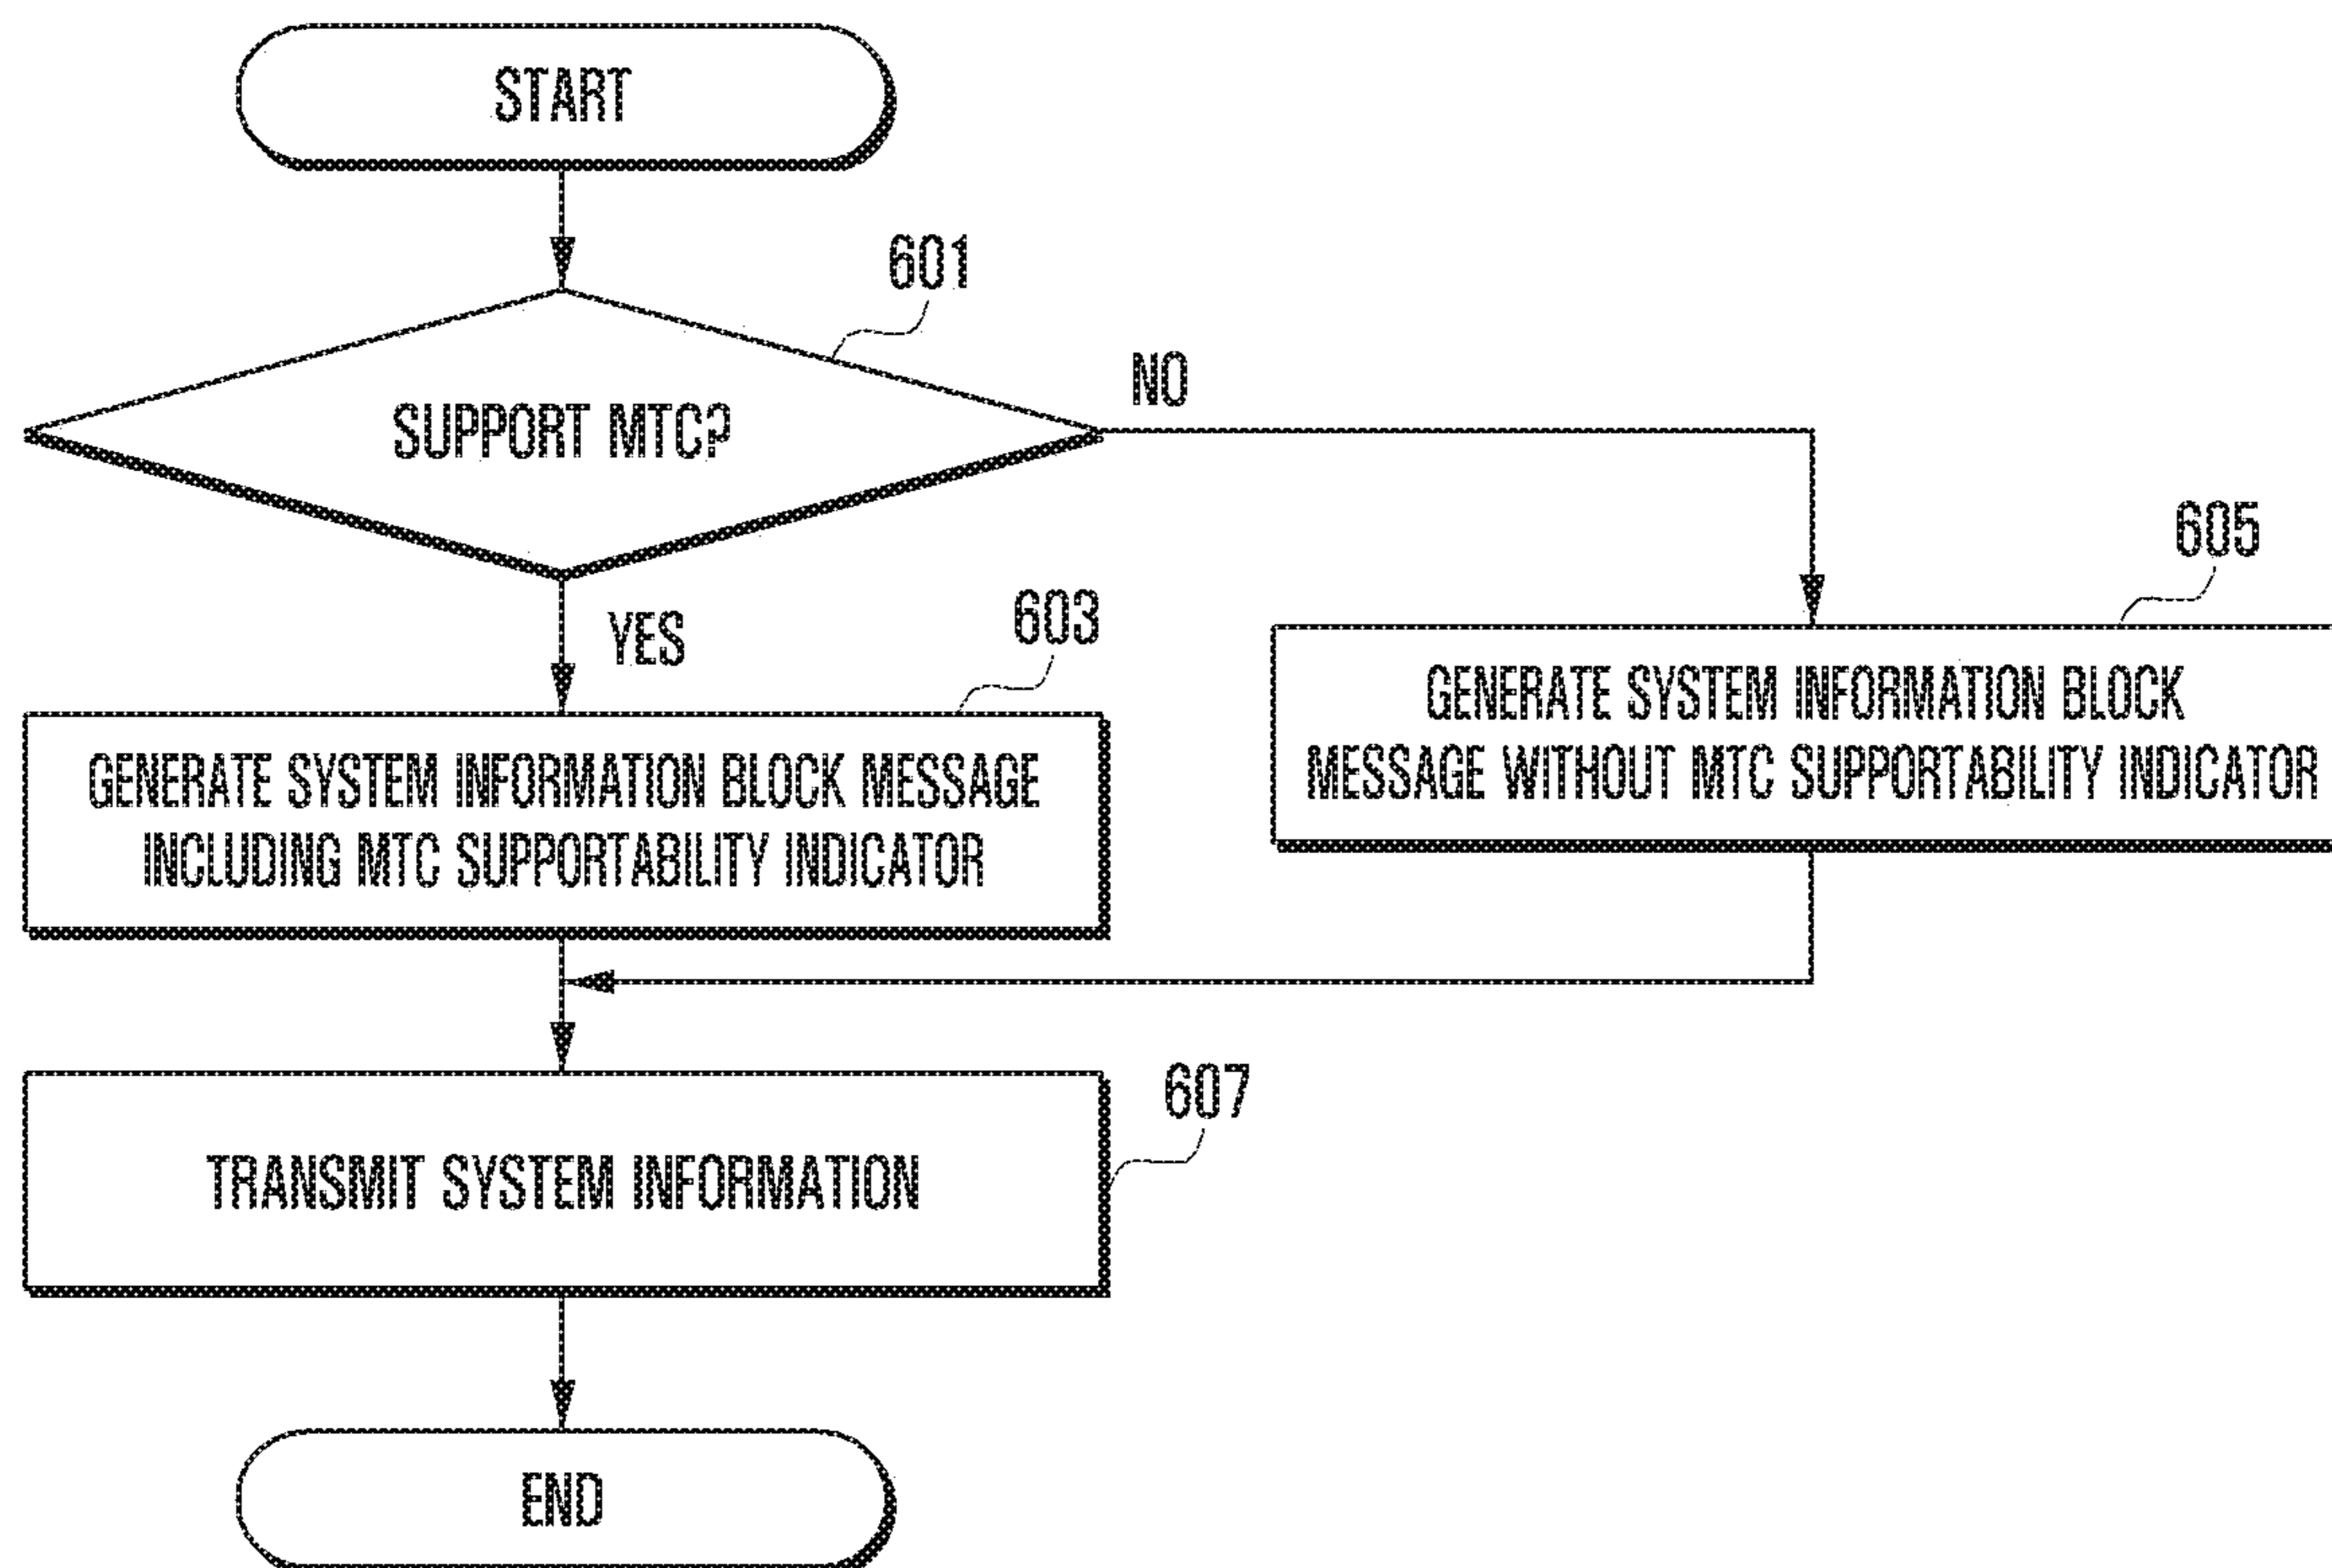 START
601
SUPPORT MTC?
NO
YES
603
605
GENERATE SYSTEM INFORMATION BLOCK MESSAGE
INCLUDING MTC SUPPORTABILITY INDICATOR
GENERATE SYSTEM INFORMATION BLOCK
MESSAGE WITHOUT MTC SUPPORTABILITY INDICATOR
607
TRANSMIT SYSTEM INFORMATION
END